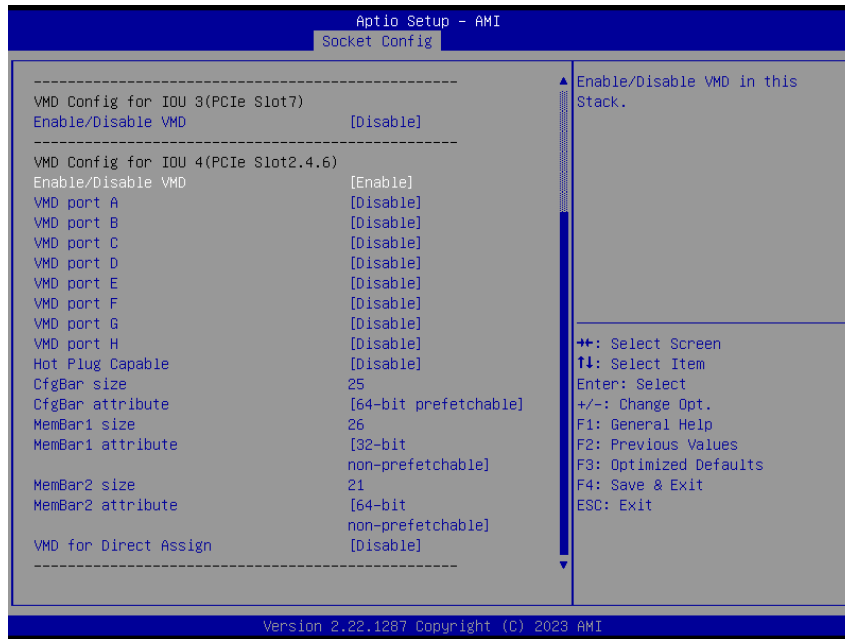 Aptio Setup – AMI
Socket Config
------------------------------------------------
VMD Config for IOU 3(PCIe Slot7)
Enable/Disable VMD [Disable]
------------------------------------------------
VMD Config for IOU 4(PCIe Slot2.4.6)
Enable/Disable VMD [Enable]
VMD port A [Disable]
VMD port B [Disable]
VMD port C [Disable]
VMD port D [Disable]
VMD port E [Disable]
VMD port F [Disable]
VMD port G [Disable]
VMD port H [Disable]
Hot Plug Capable [Disable]
CfgBar size 25
CfgBar attribute [64-bit prefetchable]
MemBar1 size 26
MemBar1 attribute [32-bit
non-prefetchable]
MemBar2 size 21
MemBar2 attribute [64-bit
non-prefetchable]
VMD for Direct Assign [Disable]
------------------------------------------------
Enable/Disable VMD in this
Stack.
→←: Select Screen
↑↓: Select Item
Enter: Select
+/-: Change Opt.
F1: General Help
F2: Previous Values
F3: Optimized Defaults
F4: Save & Exit
ESC: Exit
Version 2.22.1287 Copyright (C) 2023 AMI